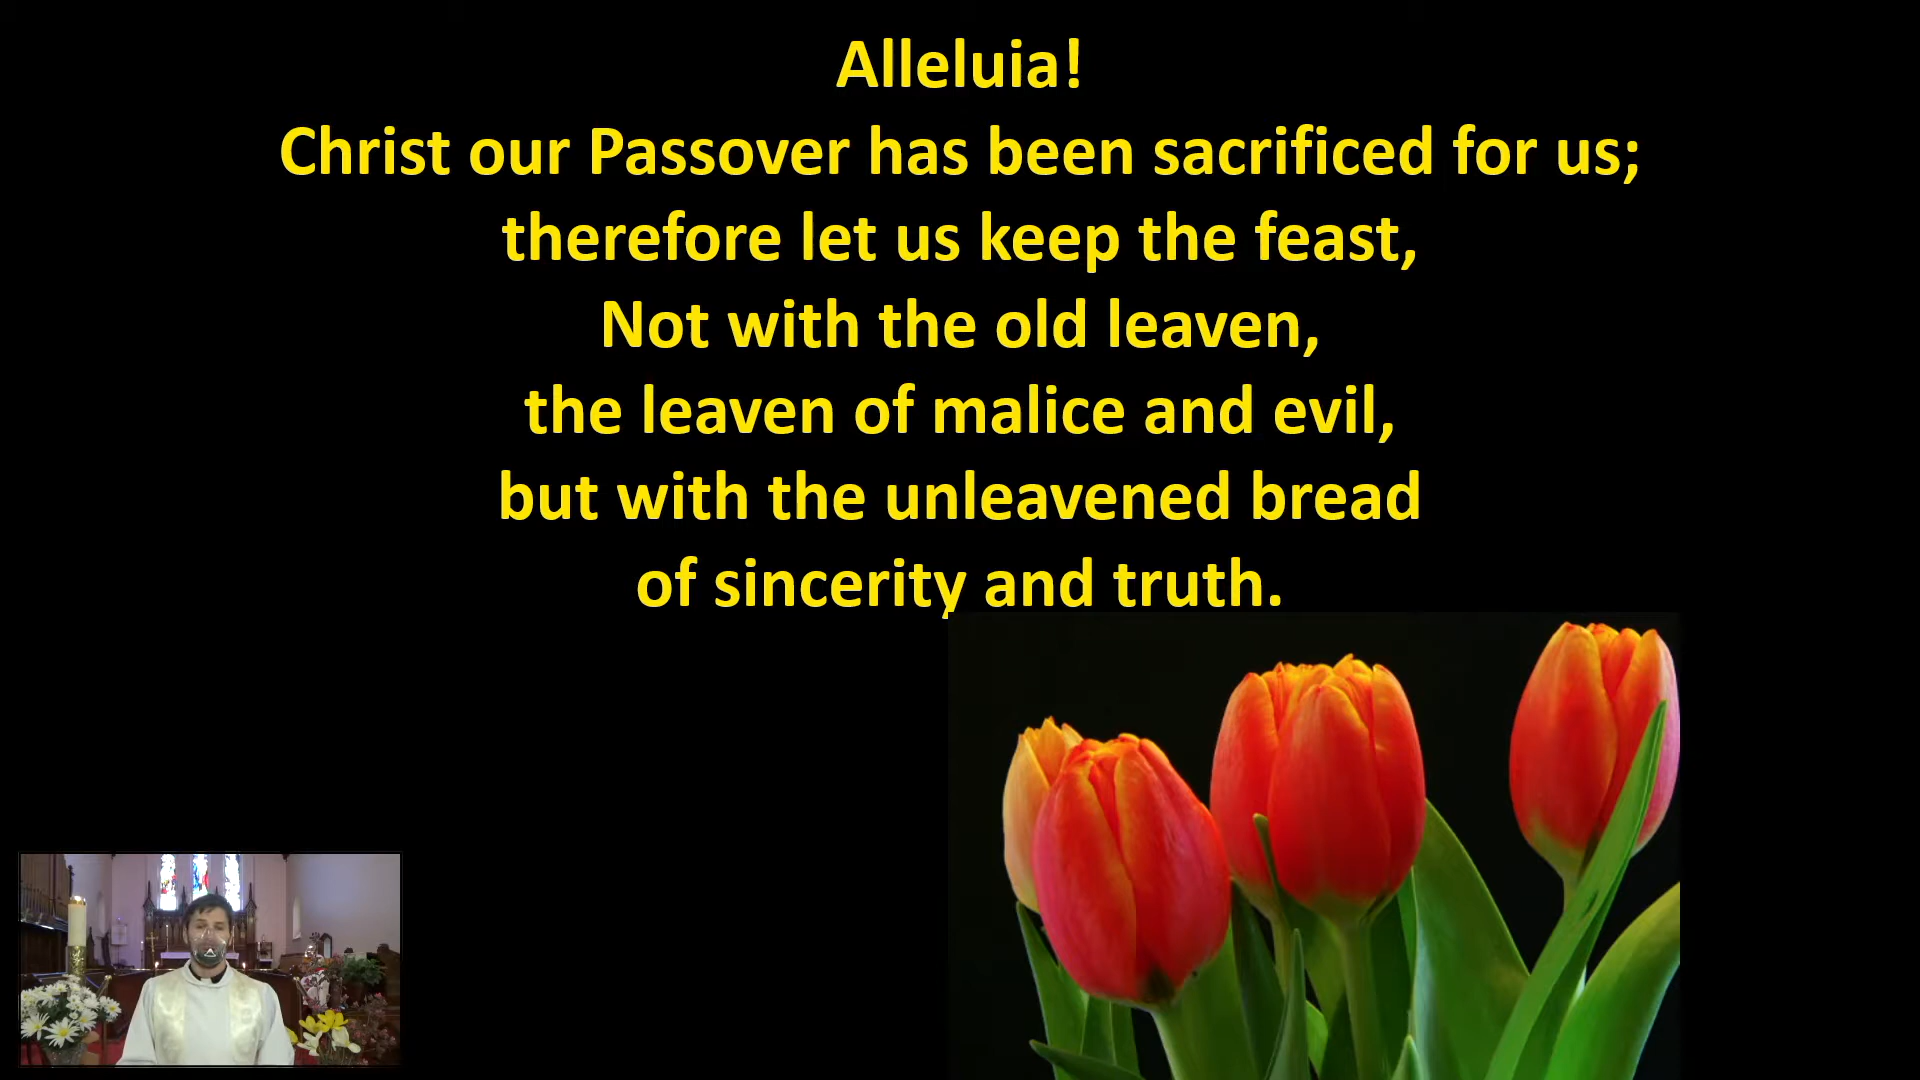 Alleluia!
Christ our Passover has been sacrificed for us;
therefore let us keep the feast,
Not with the old leaven,
the leaven of malice and evil,
but with the unleavened bread
of sincerity and truth.